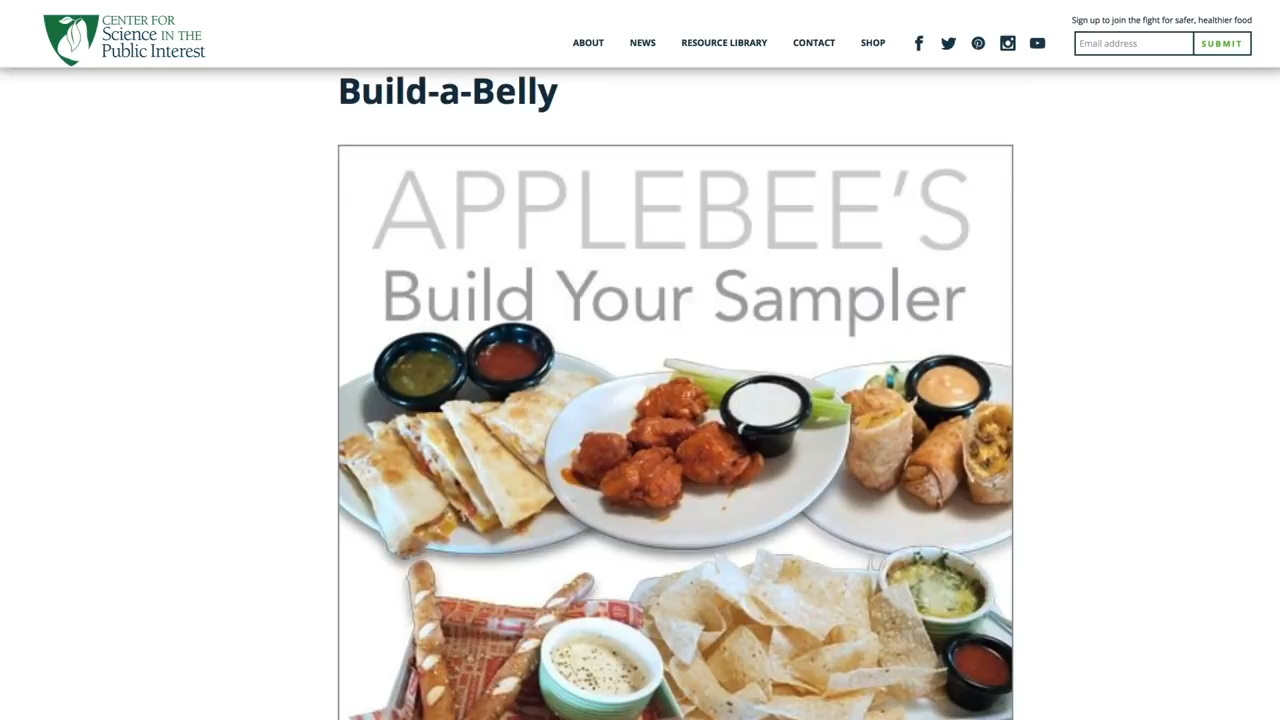 CENTER FOR
Science IN THE
Public Interest
ABOUT
NEWS
RESOURCE LIBRARY
CONTACT
SHOP
Sign up to join the fight for safer, healthier food
Email address
SUBMIT
Build-a-Belly
APPLEBEE'S
Build Your Sampler